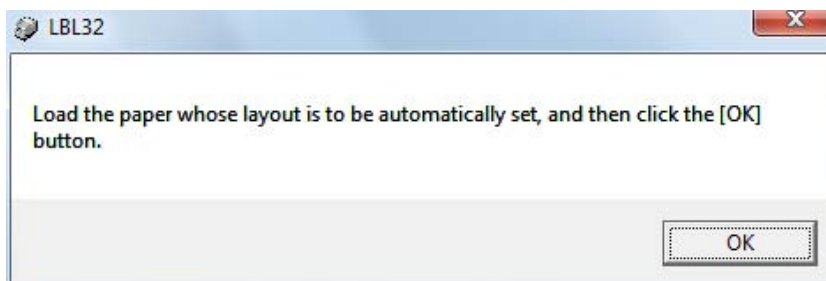 LBL32
Load the paper whose layout is to be automatically set, and then click the [OK]
button.
OK